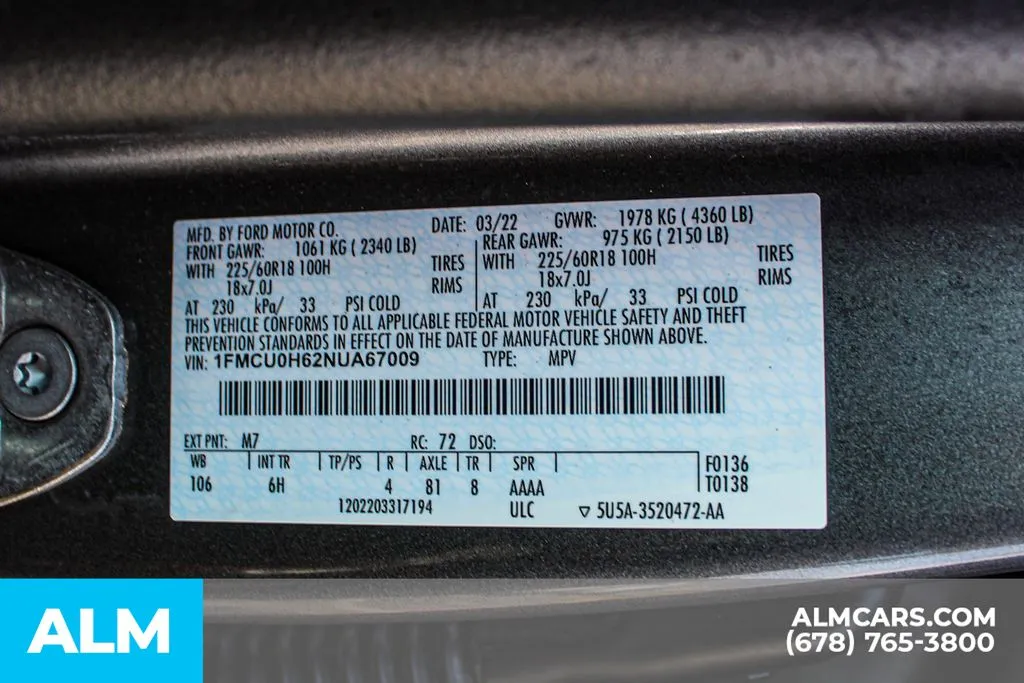 MFD. BY FORD MOTOR CO.
DATE: 03/22 GVWR: 1978 KG ( 4360 LB)
FRONT GAWR: 1061 KG ( 2340 LB) REAR GAWR: 975 KG ( 2150 LB)
WITH 225/60R18 100H TIRES WITH 225/60R18 100H TIRES
18x7.0J RIMS 18x7.0J RIMS
AT 230 kPa/ 33 PSI COLD AT 230 kPa/ 33 PSI COLD
THIS VEHICLE CONFORMS TO ALL APPLICABLE FEDERAL MOTOR VEHICLE SAFETY AND THEFT
PREVENTION STANDARDS IN EFFECT ON THE DATE OF MANUFACTURE SHOWN ABOVE.
VIN: 1FMCU0H62NUA67009 TYPE: MPV
EXT PNT: M7 RC: 72 DSO:
WB INT TR TP/PS R AXLE TR SPR F0136
106 6H 4 81 8 AAAA T0138
1202203317194 ULC ▽ 5U5A-3520472-AA
ALM
ALMCARS.COM
(678) 765-3800